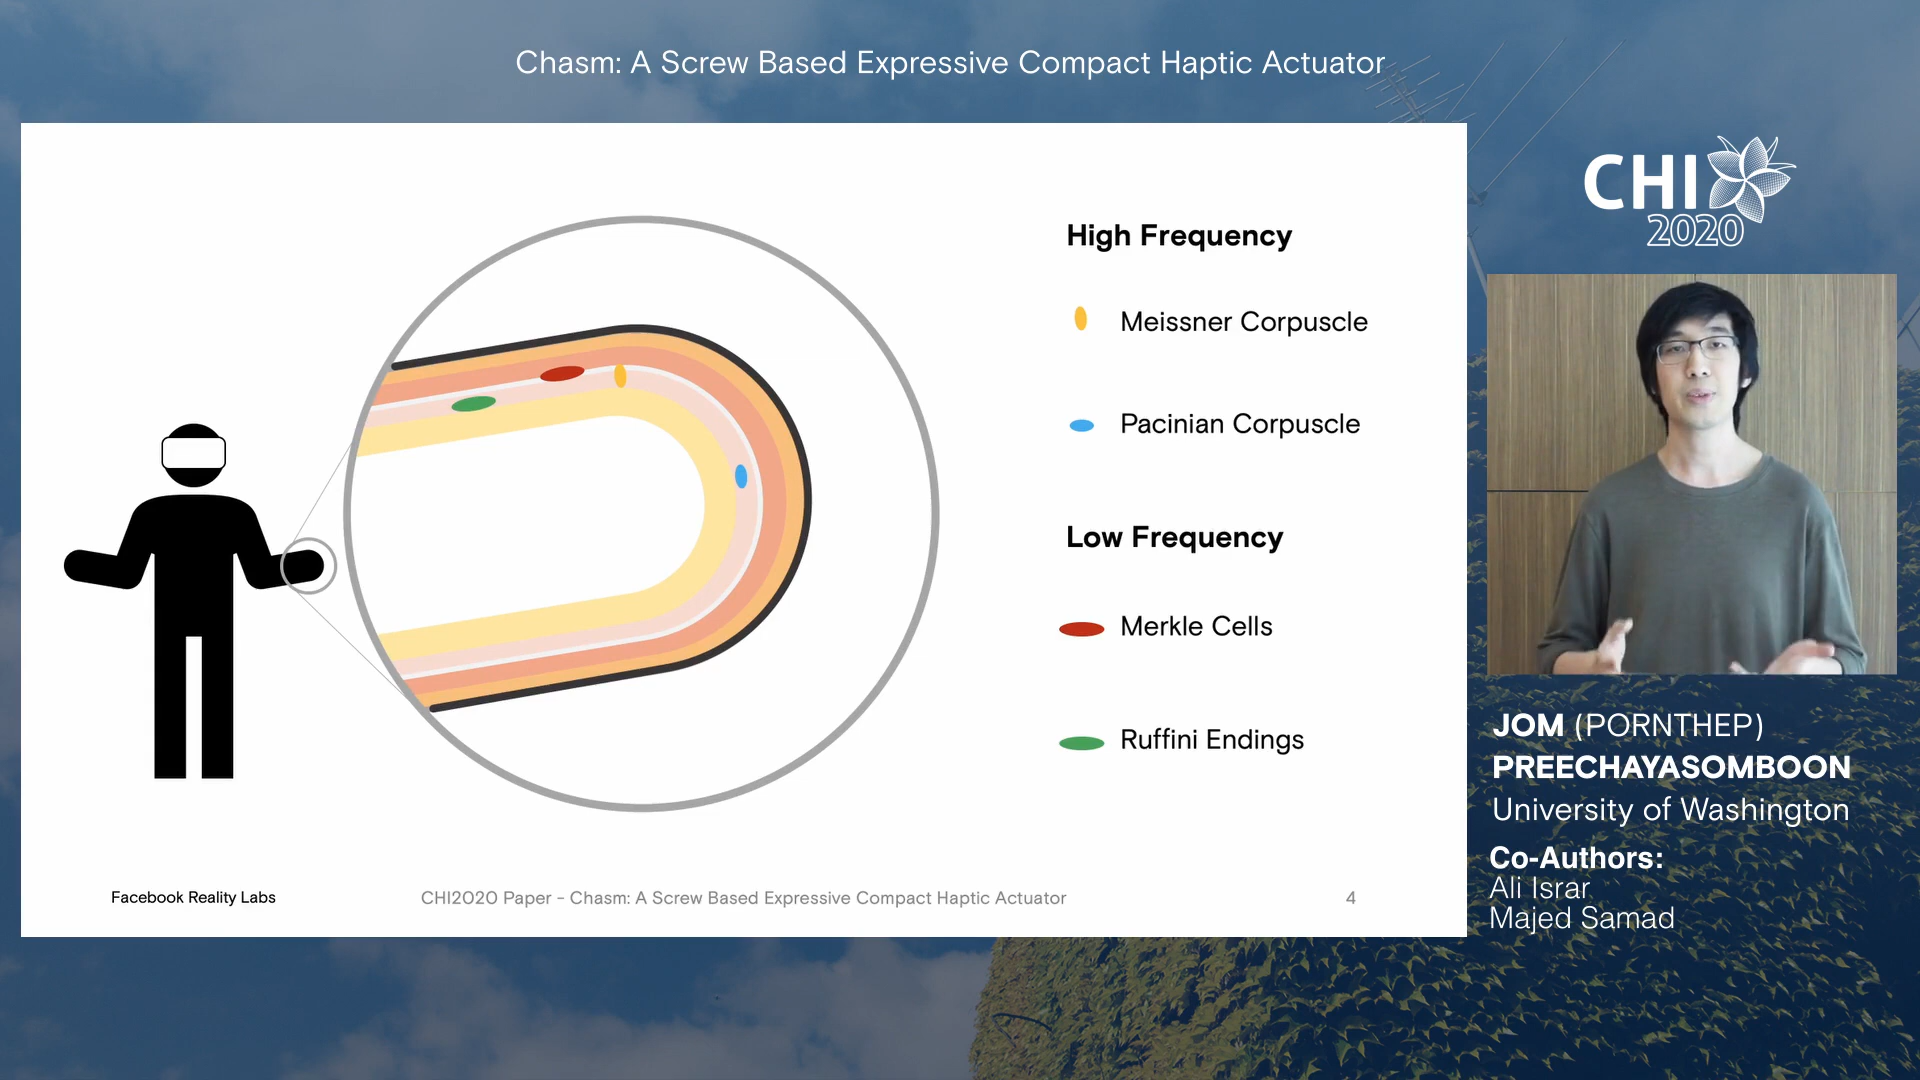 Chasm: A Screw Based Expressive Compact Haptic Actuator
CHI
2020
High Frequency
Meissner Corpuscle
Pacinian Corpuscle
Low Frequency
Merkle Cells
Ruffini Endings
Facebook Reality Labs
CHI2020 Paper - Chasm: A Screw Based Expressive Compact Haptic Actuator
4
JOM (PORNTHEP)
PREECHAYASOMBOON
University of Washington
Co-Authors:
Ali Israr
Majed Samad